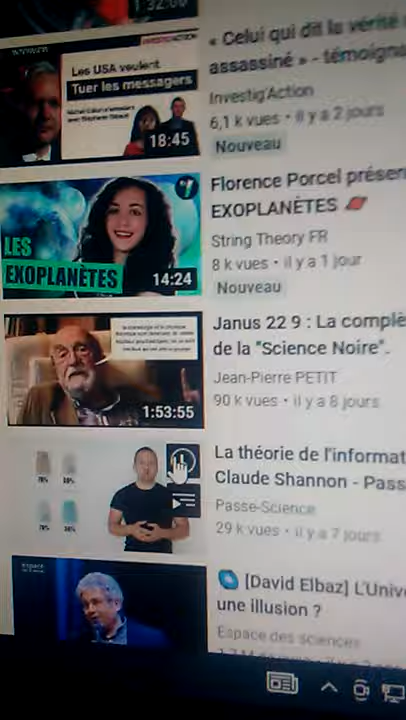 1:32:00
INVESTIG'ACTION
Les USA veulent
Tuer les messagers
18:45
« Celui qui dit la vérité
assassiné » - témoigna
Investig'Action
6,1 k vues • il y a 2 jours
Nouveau
LES
EXOPLANÈTES
14:24
Florence Porcel présen
EXOPLANÈTES
String Theory FR
8 k vues • il y a 1 jour
Nouveau
1:53:55
Janus 22 9 : La complè
de la "Science Noire".
Jean-Pierre PETIT
90 k vues • il y a 8 jours
La théorie de l'informat
Claude Shannon - Pass
Passe-Science
29 k vues • il y a 7 jours
espace
[David Elbaz] L'Unive
une illusion ?
Espace des sciences